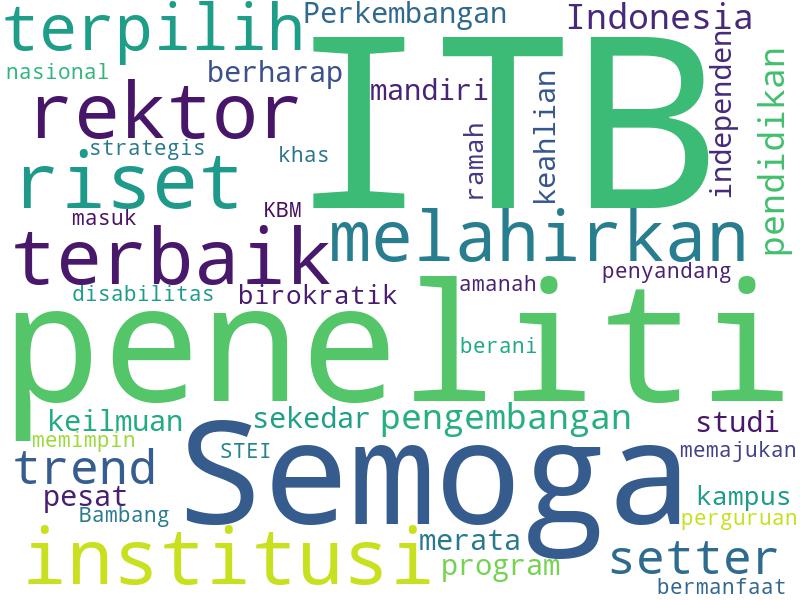 terpilih
Perkembangan
Indonesia
nasional
berharap
ITB
rektor
mandiri
independen
pendidikan
strategis
khas
ramah
keahlian
riset
masuk
KBM
melahirkan
terbaik
disabilitas
birokratik
amanah
penyandang
peneliti
berani
keilmuan
sekedar
pengembangan
studi
memimpin
STEI
Semoga
memajukan
trend
pesat
kampus
Bambang
perguruan
institusi
merata
program
setter
bermanfaat